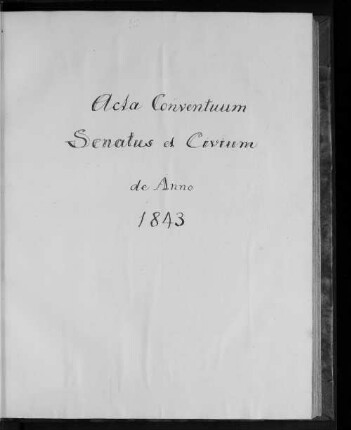 Acta Conventuum
Senatus et Civium
de Anno
1843